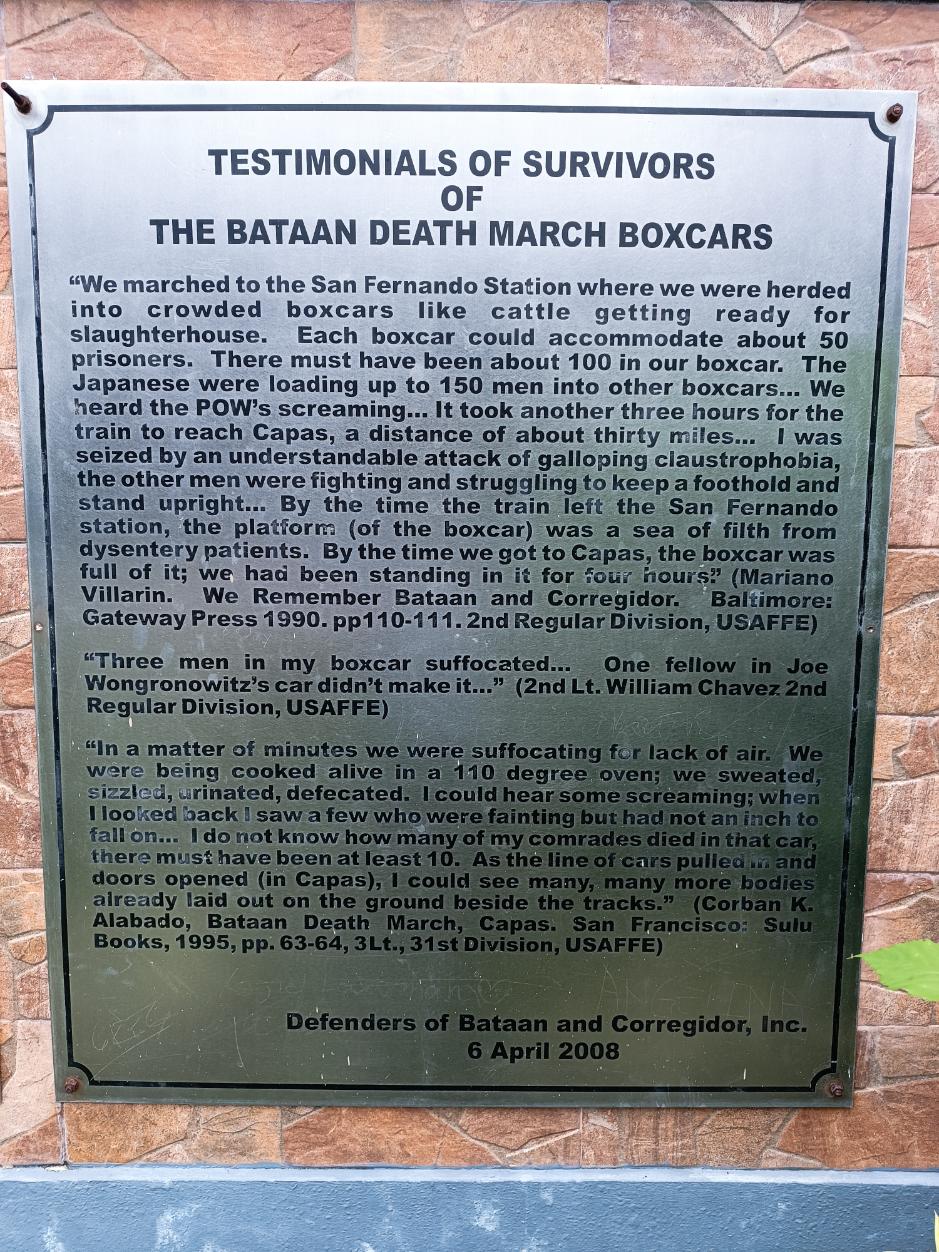 TESTIMONIALS OF SURVIVORS
OF
THE BATAAN DEATH MARCH BOXCARS
“We marched to the San Fernando Station where we were herded
into crowded boxcars like cattle getting ready for
slaughterhouse. Each boxcar could accommodate about 50
prisoners. There must have been about 100 in our boxcar. The
Japanese were loading up to 150 men into other boxcars... We
heard the POW’s screaming... It took another three hours for the
train to reach Capas, a distance of about thirty miles... I was
seized by an understandable attack of galloping claustrophobia,
the other men were fighting and struggling to keep a foothold and
stand upright... By the time the train left the San Fernando
station, the platform (of the boxcar) was a sea of filth from
dysentery patients. By the time we got to Capas, the boxcar was
full of it; we had been standing in it for four hours.” (Mariano
Villarin. We Remember Bataan and Corregidor. Baltimore:
Gateway Press 1990. pp110-111. 2nd Regular Division, USAFFE)
“Three men in my boxcar suffocated... One fellow in Joe
Wongronowitz’s car didn’t make it...” (2nd Lt. William Chavez 2nd
Regular Division, USAFFE)
“In a matter of minutes we were suffocating for lack of air. We
were being cooked alive in a 110 degree oven; we sweated,
sizzled, urinated, defecated. I could hear some screaming; when
I looked back I saw a few who were fainting but had not an inch to
fall on... I do not know how many of my comrades died in that car,
there must have been at least 10. As the line of cars pulled in and
doors opened (in Capas), I could see many, many more bodies
already laid out on the ground beside the tracks.” (Corban K.
Alabado, Bataan Death March, Capas. San Francisco: Sulu
Books, 1995, pp. 63-64, 3Lt., 31st Division, USAFFE)
ANGELINA
Defenders of Bataan and Corregidor, Inc.
6 April 2008